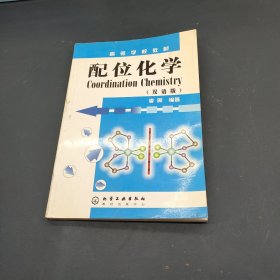 高等学校教材
配位化学
Coordination Chemistry
(双语版)
编著
化学工业出版社